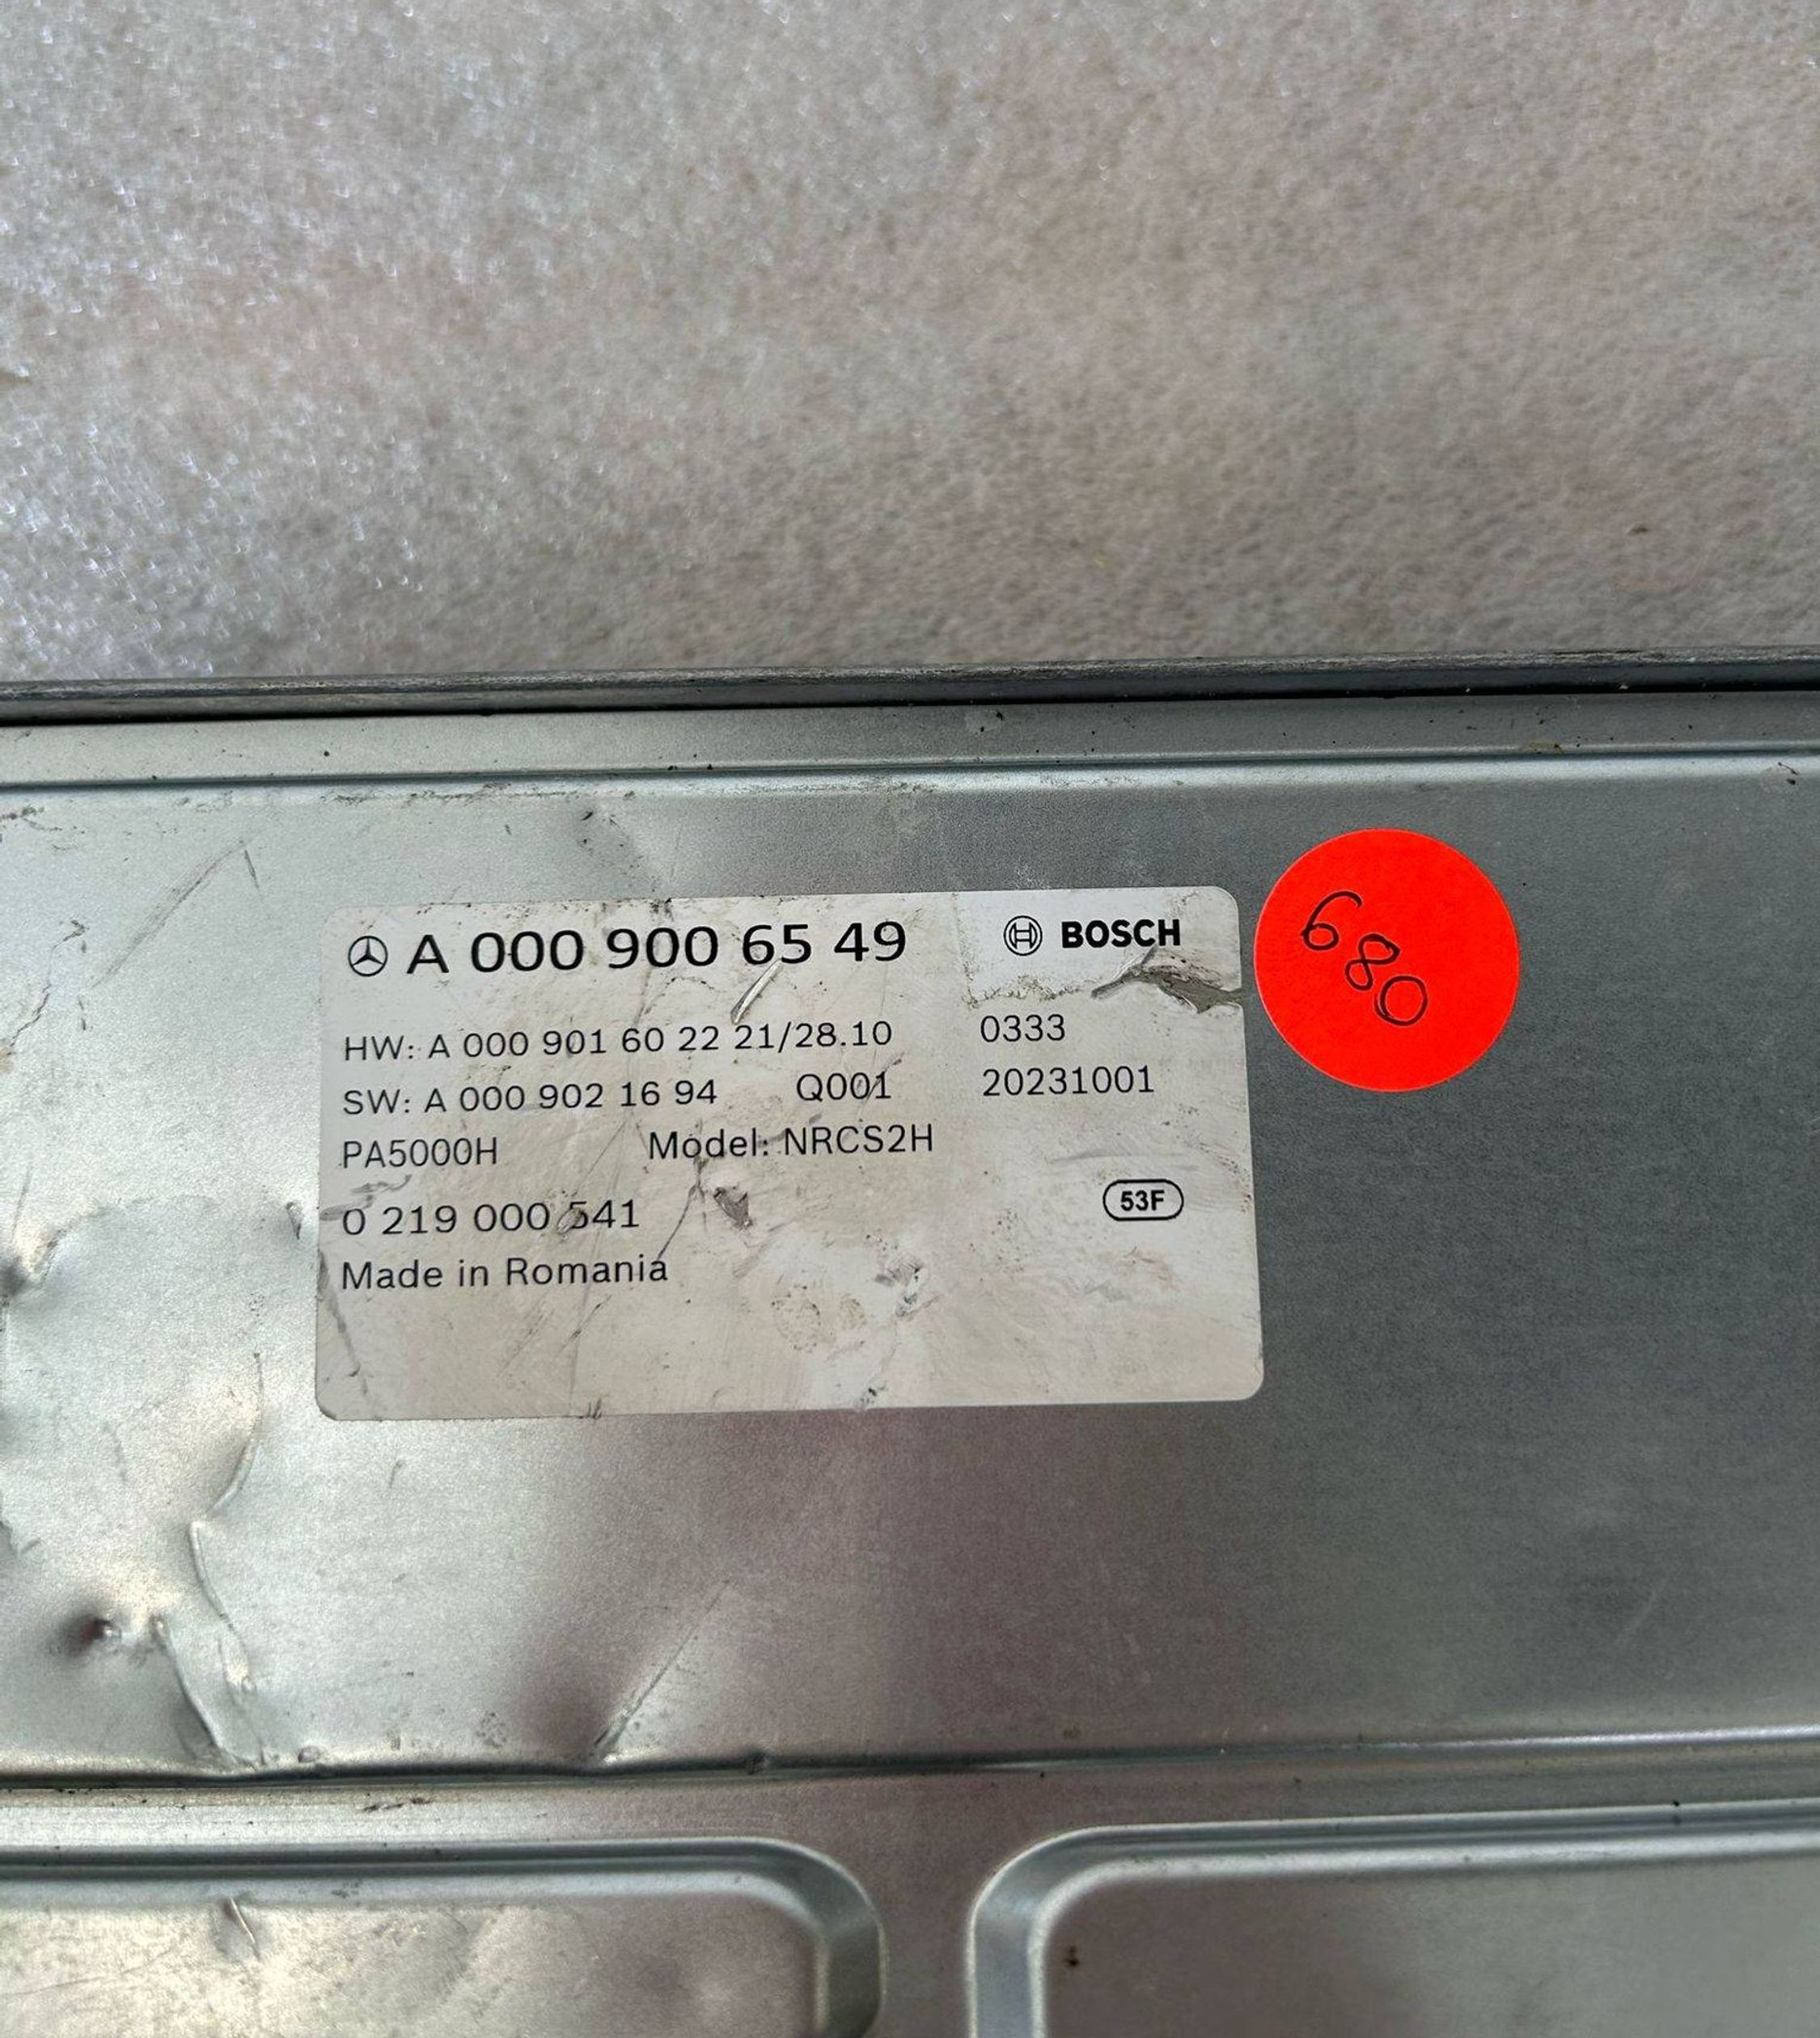 A 000 900 65 49
BOSCH
HW: A 000 901 60 22 21/28.10 0333
SW: A 000 902 16 94 Q001 20231001
PA5000H Model: NRCS2H
0 219 000 541
53F
Made in Romania
680